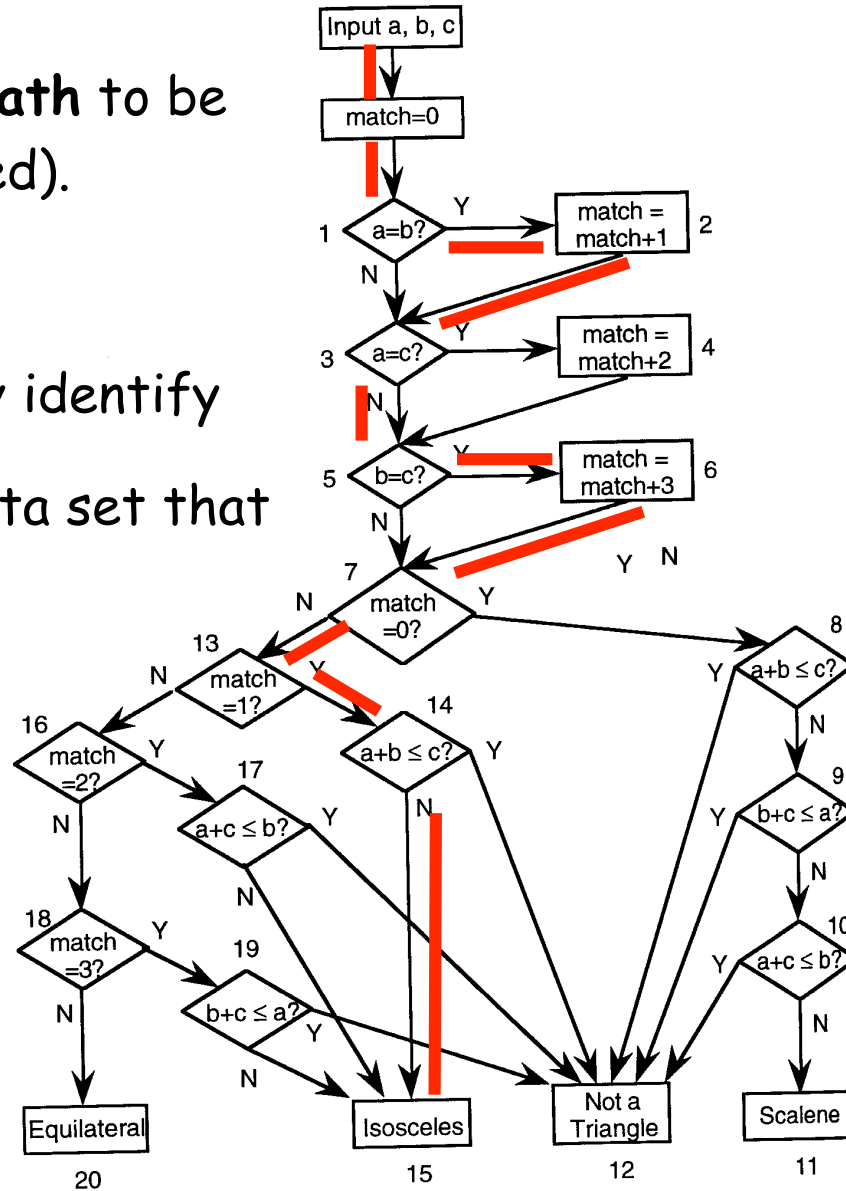 ath to be
ed).
y identify
ta set that
Input a, b, c
match=0
1
a=b?
Y
N
match =
match+1
2
3
a=c?
Y
N
match =
match+2
4
5
b=c?
Y
N
match =
match+3
6
Y N
7
match
=0?
N
Y
8
a+b ≤ c?
Y
N
13
match
=1?
N
Y
14
a+b ≤ c?
Y
N
9
b+c ≤ a?
Y
N
16
match
=2?
Y
N
17
a+c ≤ b?
Y
N
10
a+c ≤ b?
Y
N
18
match
=3?
Y
N
19
b+c ≤ a?
Y
N
Equilateral
20
Isosceles
15
Not a
Triangle
12
Scalene
11